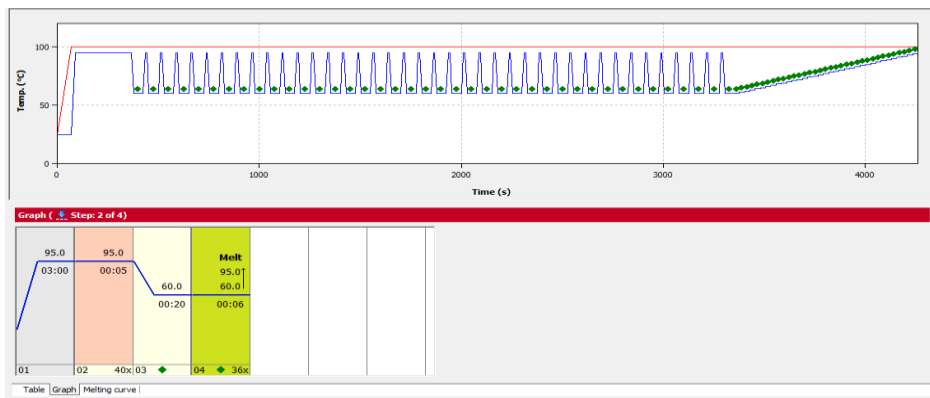 100
50
0
Temp.(°C)
0 1000 2000 3000 4000
Time (s)
Graph ( Step: 2 of 4)
95.0 95.0 Melt
03:00 00:05 95.0
60.0 60.0
00:20 00:06
01 02 40x 03 04 36x
Table Graph Melting curve